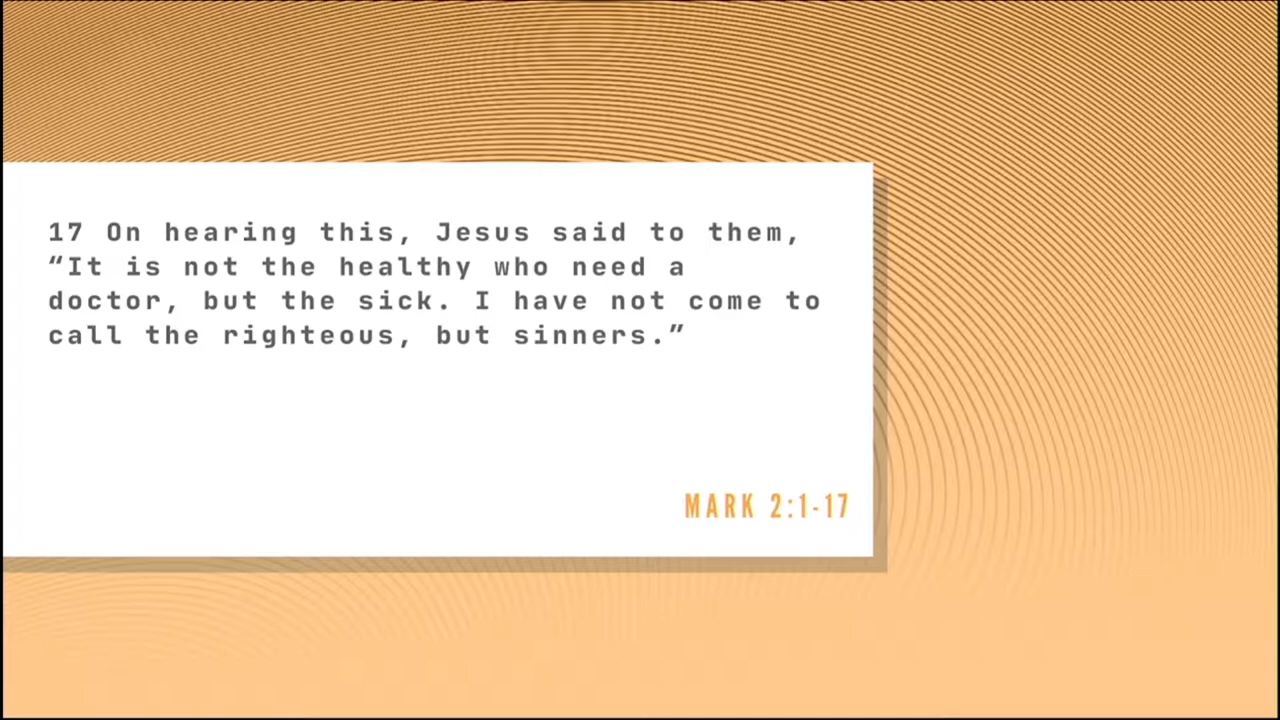 17 On hearing this, Jesus said to them,
“It is not the healthy who need a
doctor, but the sick. I have not come to
call the righteous, but sinners.”
MARK 2:1-17